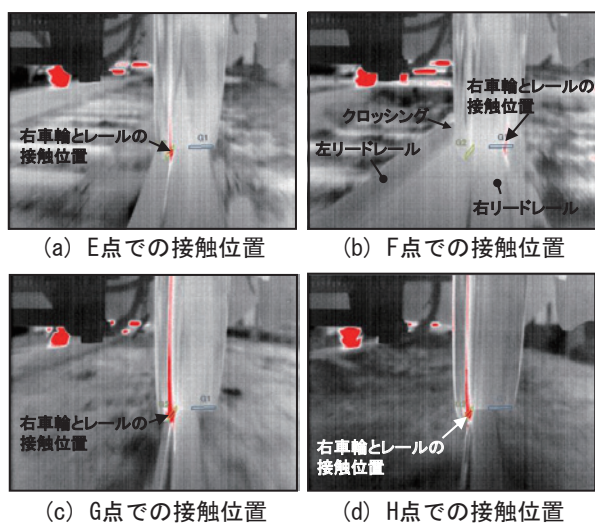 G1
右車輪とレールの
接触位置
(a) E点での接触位置
右車輪とレールの
接触位置
クロッシング
G2
左リードレール
右リードレール
(b) F点での接触位置
G1
右車輪とレールの
接触位置
(c) G点での接触位置
右車輪とレールの
接触位置
(d) H点での接触位置